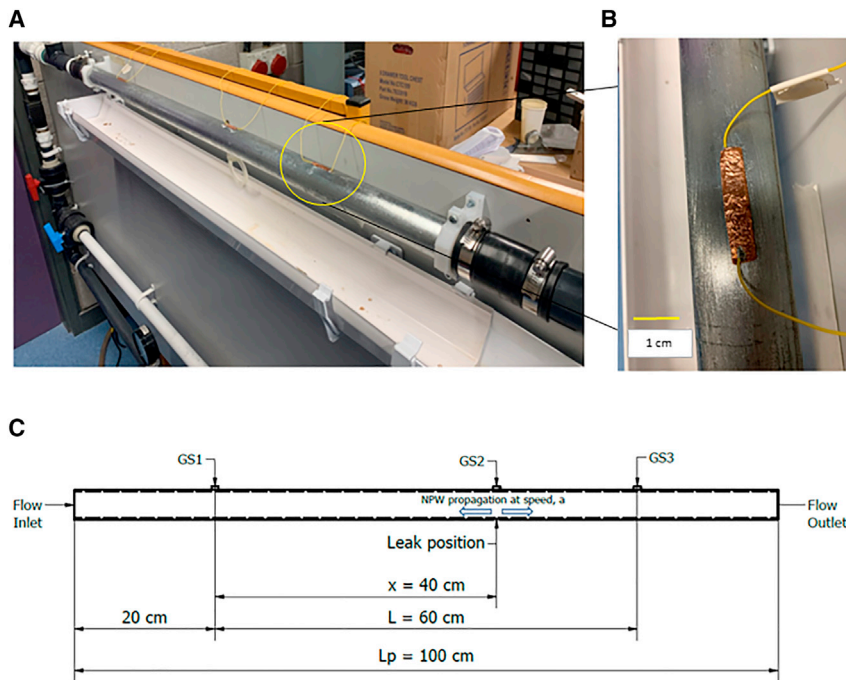 A
B
1 cm
C
GS1
GS2
GS3
Flow
Inlet
NPW propagation at speed, a
Flow
Outlet
Leak position
x = 40 cm
20 cm
L = 60 cm
Lp = 100 cm